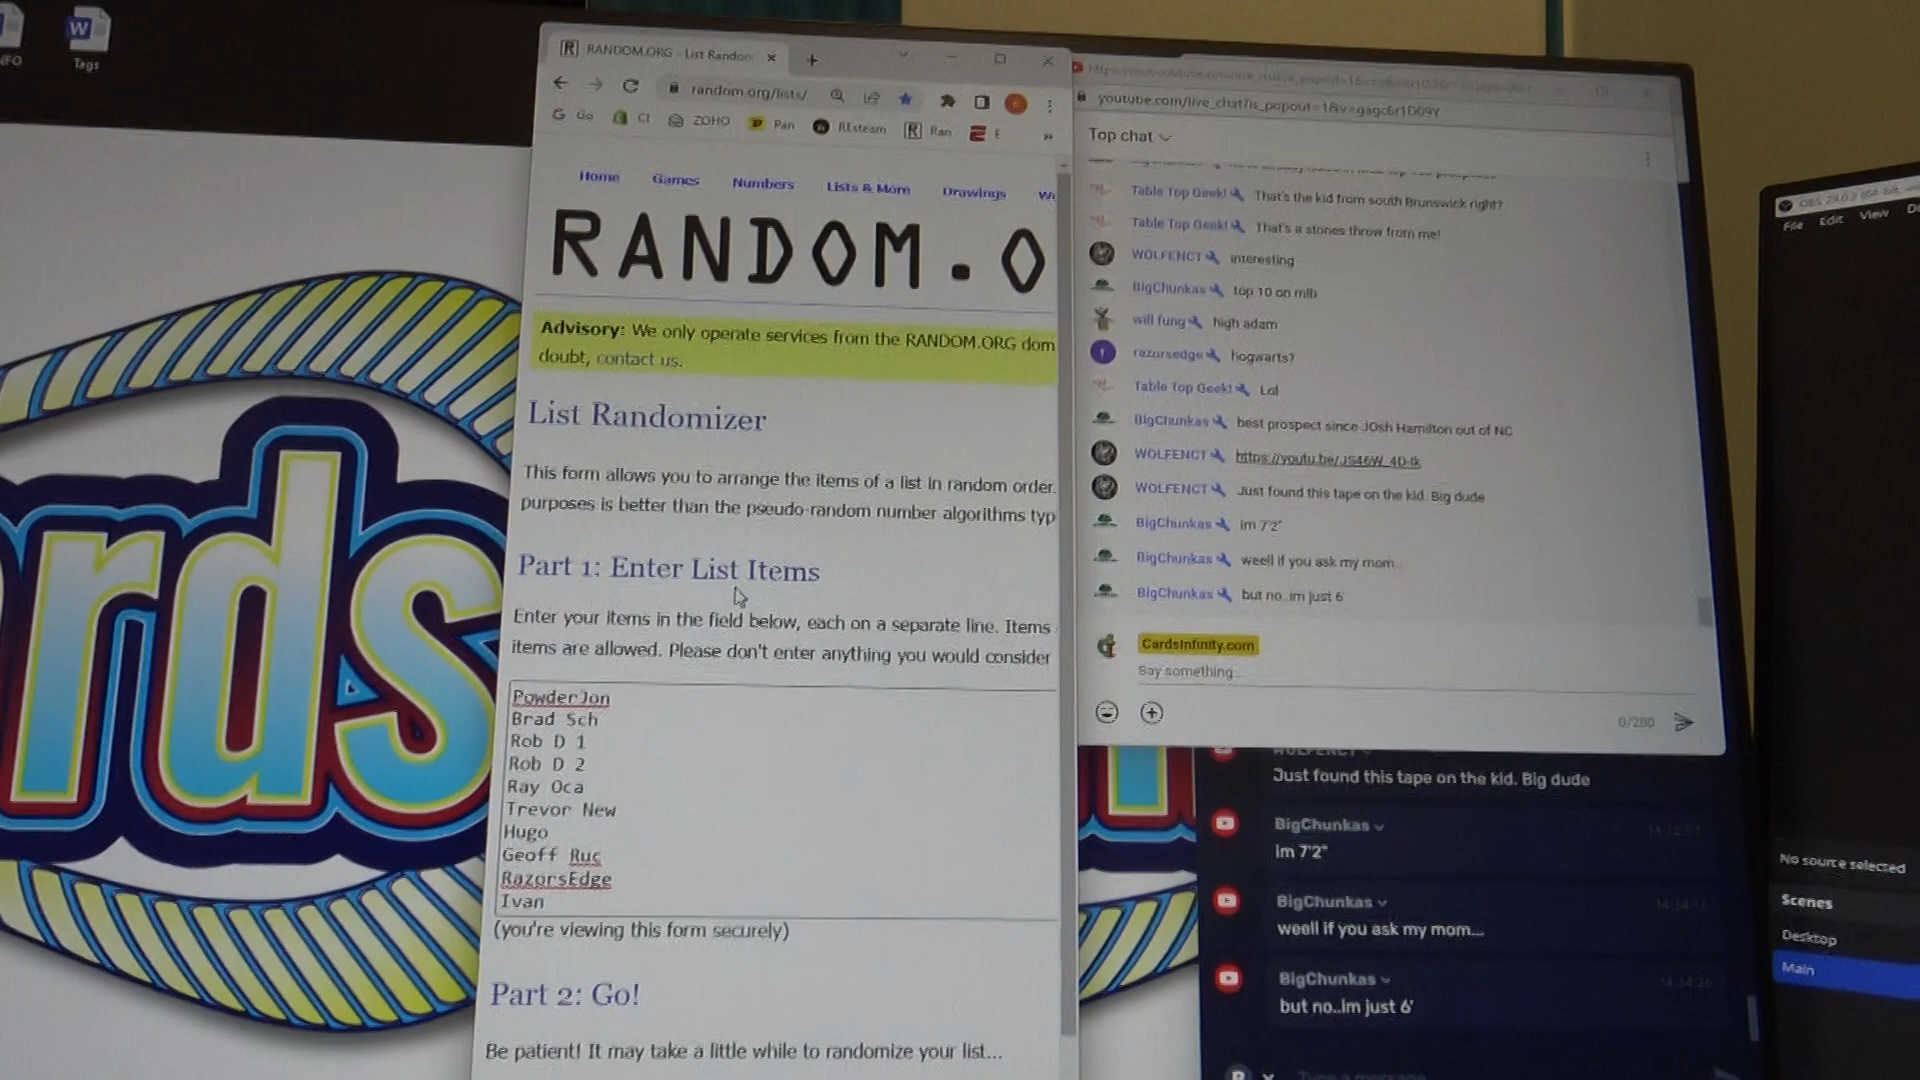 NFO
Tags
RANDOM.ORG - List Random
random.org/lists/
Go
CI
ZOHO
Pan
REsteam
Ran
E
Home
Games
Numbers
Lists & More
Drawings
RANDOM.O
Advisory: We only operate services from the RANDOM.ORG dom
doubt, contact us.
List Randomizer
This form allows you to arrange the items of a list in random order.
purposes is better than the pseudo-random number algorithms typ
Part 1: Enter List Items
Enter your items in the field below, each on a separate line. Items
items are allowed. Please don't enter anything you would consider
PowderJon
Brad Sch
Rob D 1
Rob D 2
Ray Oca
Trevor New
Hugo
Geoff Ruc
RazorsEdge
Ivan
(you're viewing this form securely)
Part 2: Go!
Be patient! It may take a little while to randomize your list...
Top chat
Table Top Geek! That's the kid from south Brunswick right?
Table Top Geek! That's a stones throw from me!
WOLFENCT interesting
BigChunkas top 10 on mlb
will fung high adam
razorsedge hogwarts?
Table Top Geek! Lol
BigChunkas best prospect since JOsh Hamilton out of NC
WOLFENCT
WOLFENCT Just found this tape on the kid. Big dude
BigChunkas im 7'2"
BigChunkas weell if you ask my mom...
BigChunkas but no..im just 6'
CardsInfinity.com
Say something...
0/200
WOLFENCT
Just found this tape on the kid. Big dude
BigChunkas
im 7'2"
BigChunkas
weell if you ask my mom...
BigChunkas
but no..im just 6'
rds
File Edit View
No source selected
Scenes
Desktop
Main